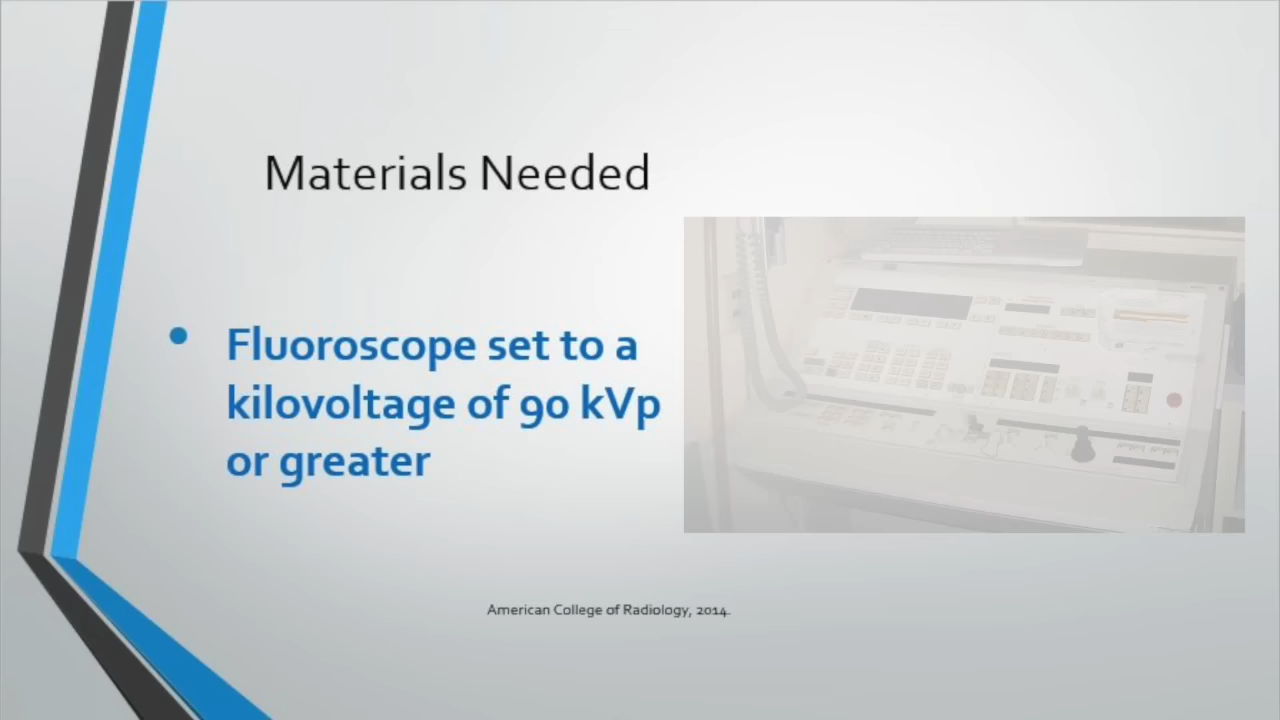 Materials Needed
• Fluoroscope set to a
kilovoltage of 90 kVp
or greater
American College of Radiology, 2014.